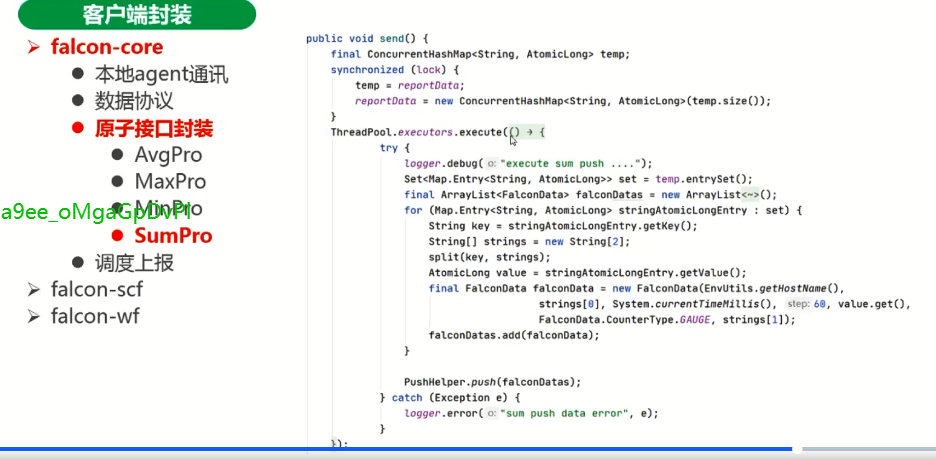 客户端封装
falcon-core
本地agent通讯
数据协议
原子接口封装
AvgPro
MaxPro
MinPro
SumPro
调度上报
falcon-scf
falcon-wf
public void send() {
final ConcurrentHashMap<String, AtomicLong> temp;
synchronized (lock) {
temp = reportData;
reportData = new ConcurrentHashMap<String, AtomicLong>(temp.size());
}
ThreadPool.executors.execute(() → {
try {
logger.debug( o: "execute sum push ....");
Set<Map.Entry<String, AtomicLong>> set = temp.entrySet();
final ArrayList<FalconData> falconDatas = new ArrayList<~>();
for (Map.Entry<String, AtomicLong> stringAtomicLongEntry : set) {
String key = stringAtomicLongEntry.getKey();
String[] strings = new String[2];
split(key, strings);
AtomicLong value = stringAtomicLongEntry.getValue();
final FalconData falconData = new FalconData(EnvUtils.getHostName(),
strings[0], System.currentTimeMillis(), step: 60, value.get(),
FalconData.CounterType.GAUGE, strings[1]);
falconDatas.add(falconData);
}
PushHelper.push(falconDatas);
} catch (Exception e) {
logger.error( o: "sum push data error", e);
}
});